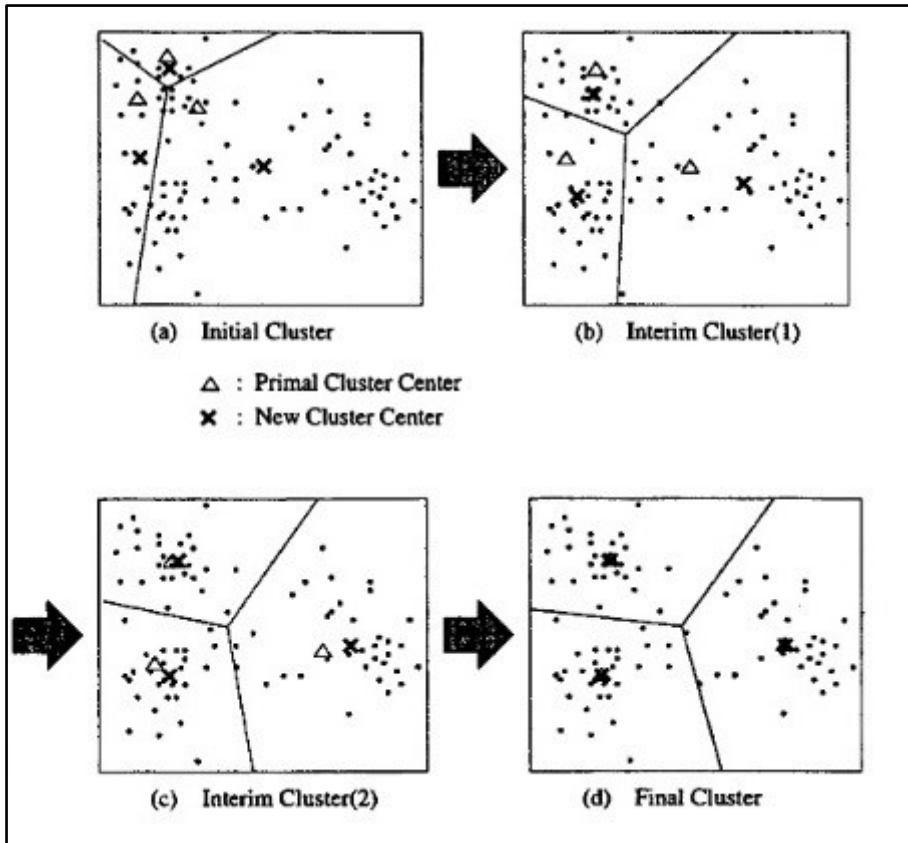 (a) Initial Cluster
(b) Interim Cluster(1)
△ : Primal Cluster Center
× : New Cluster Center
(c) Interim Cluster(2)
(d) Final Cluster